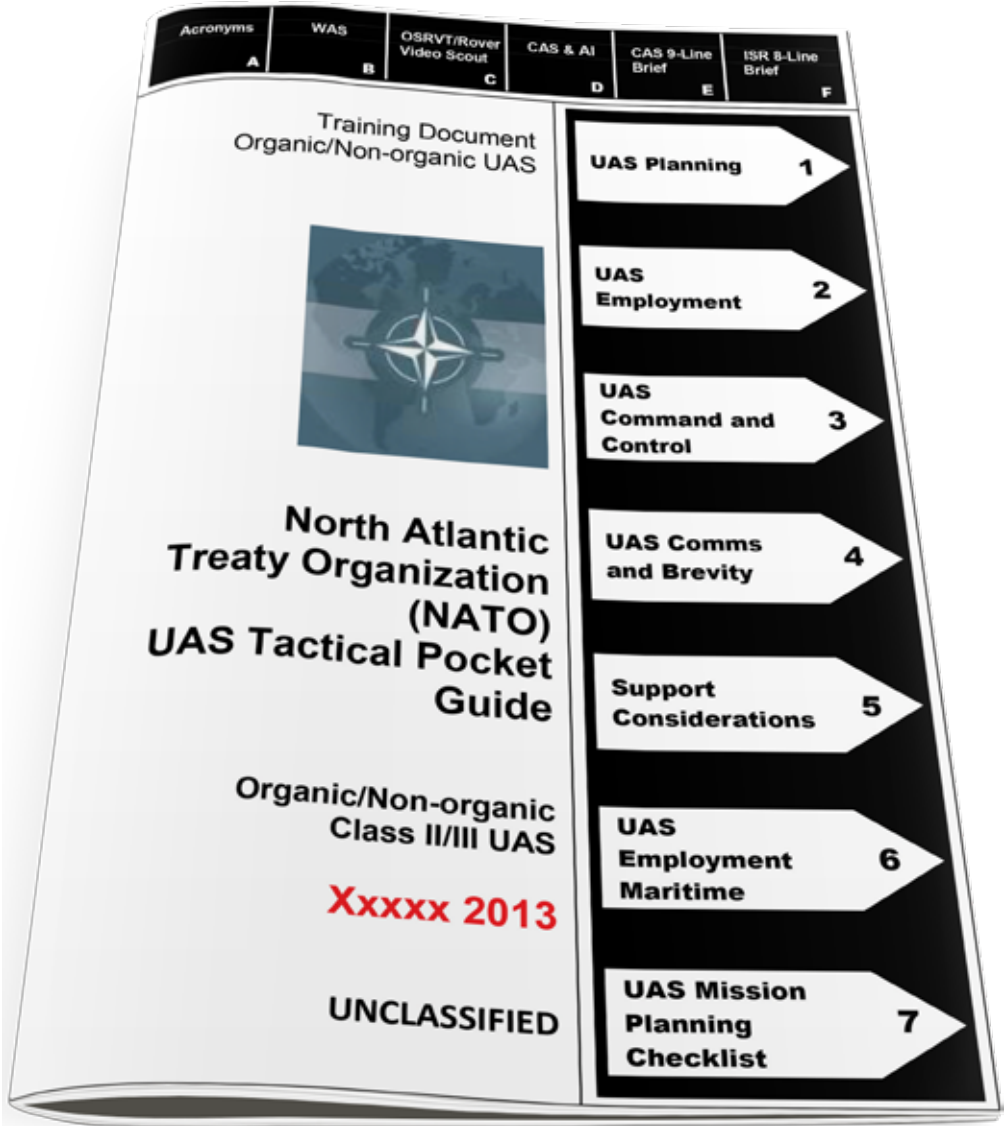 Acronyms
A
WAS
B
OSRVT/Rover
Video Scout
C
CAS & AI
D
CAS 9-Line
Brief
E
ISR 8-Line
Brief
F
Training Document
Organic/Non-organic UAS
North Atlantic
Treaty Organization
(NATO)
UAS Tactical Pocket
Guide
Organic/Non-organic
Class II/III UAS
Xxxxx 2013
UNCLASSIFIED
UAS Planning 1
UAS
Employment 2
UAS
Command and
Control 3
UAS Comms
and Brevity 4
Support
Considerations 5
UAS
Employment
Maritime 6
UAS Mission
Planning
Checklist 7